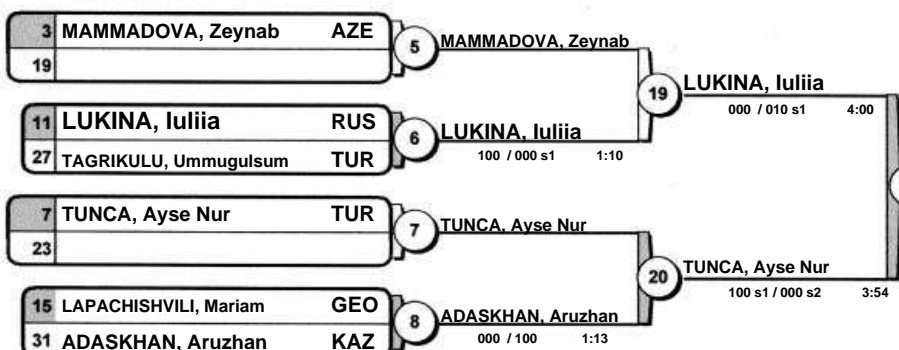 3 MAMMADOVA, Zeynab AZE
19
5
MAMMADOVA, Zeynab
11 LUKINA, Iuliia RUS
27 TAGRIKULU, Ummugulsum TUR
6
LUKINA, Iuliia
100 / 000 s1 1:10
19
LUKINA, Iuliia
000 / 010 s1 4:00
7 TUNCA, Ayse Nur TUR
23
7
TUNCA, Ayse Nur
15 LAPACHISHVILI, Mariam GEO
31 ADASKHAN, Aruzhan KAZ
8
ADASKHAN, Aruzhan
000 / 100 1:13
20
TUNCA, Ayse Nur
100 s1 / 000 s2 3:54